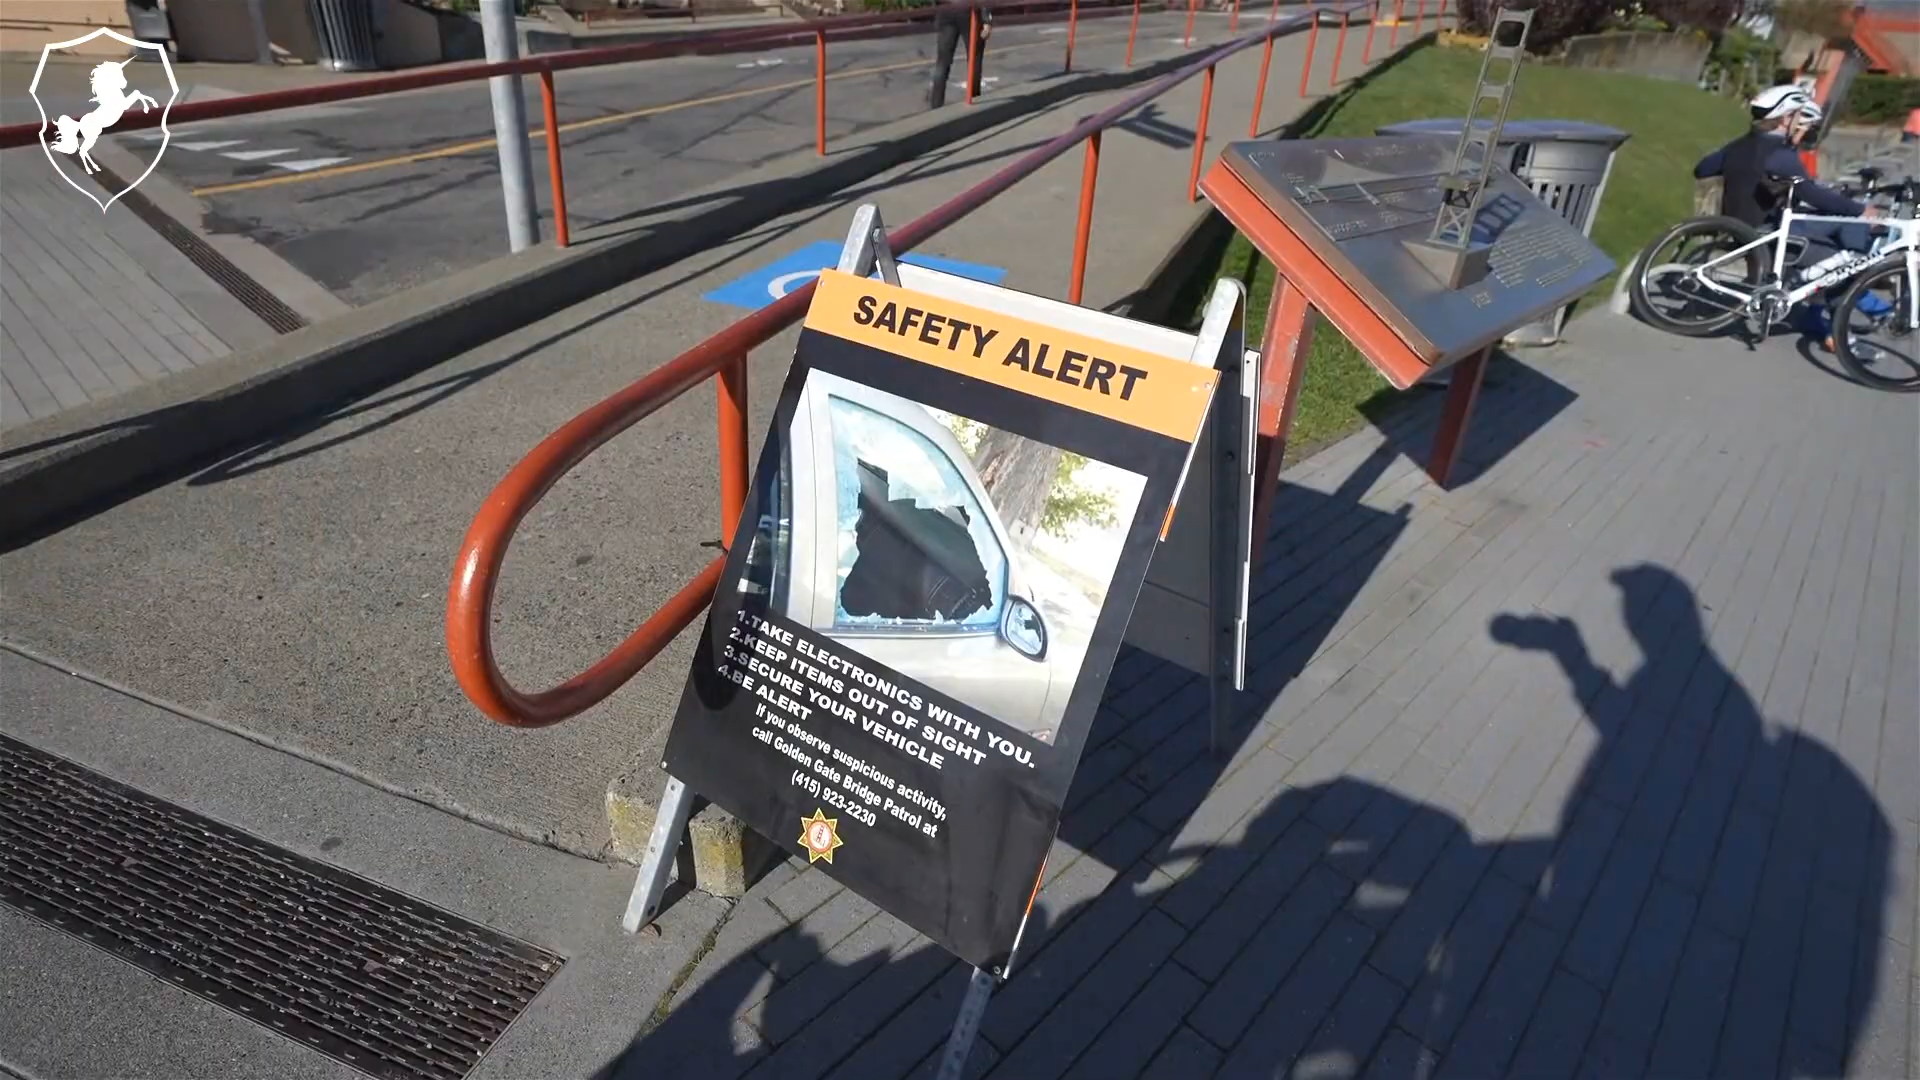 SAFETY ALERT
1.TAKE ELECTRONICS WITH YOU.
2.KEEP ITEMS OUT OF SIGHT
3.SECURE YOUR VEHICLE
4.BE ALERT
If you observe suspicious activity,
call Golden Gate Bridge Patrol at
(415) 923-2230